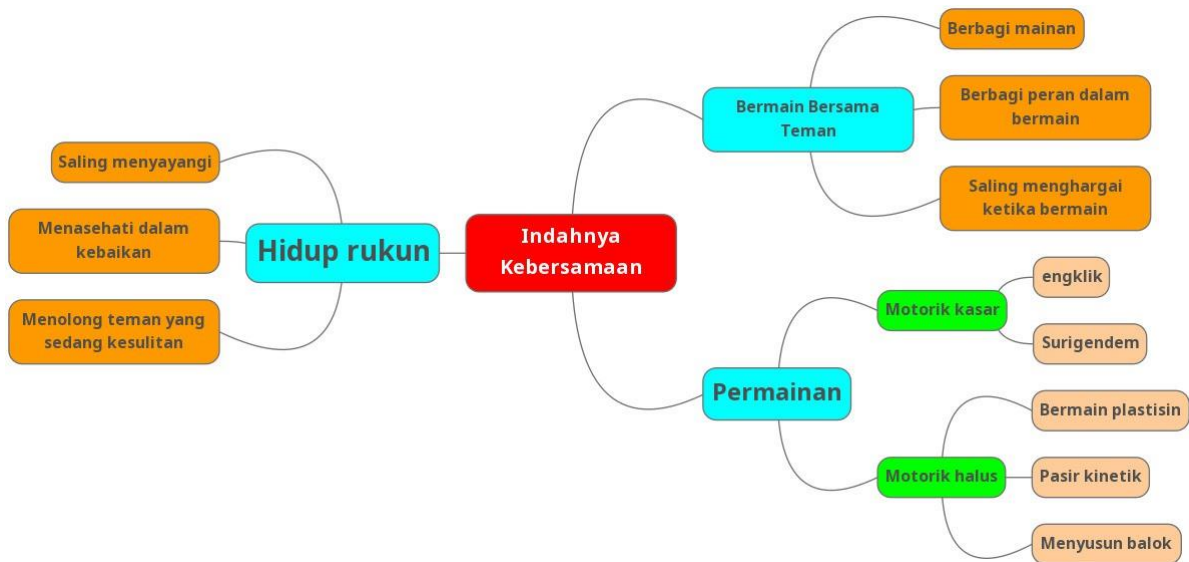 Indahnya
Kebersamaan
Hidup rukun
Saling menyayangi
Menasehati dalam
kebaikan
Menolong teman yang
sedang kesulitan
Bermain Bersama
Teman
Berbagi mainan
Berbagi peran dalam
bermain
Saling menghargai
ketika bermain
Permainan
Motorik kasar
engklik
Surigendem
Motorik halus
Bermain plastisin
Pasir kinetik
Menyusun balok